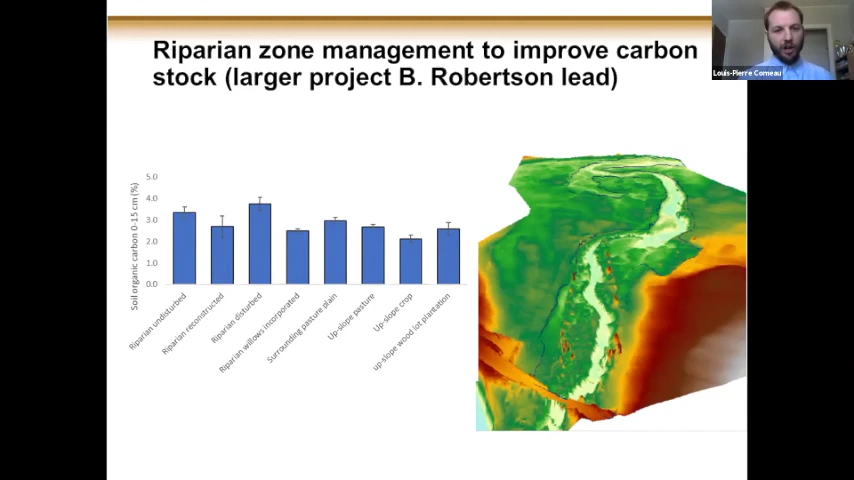 Riparian zone management to improve carbon
stock (larger project B. Robertson lead)
Louis-Pierre Comeau
Soil organic carbon 0-15 cm (%)
5.0
4.0
3.0
2.0
1.0
0.0
Riparian undisturbed
Riparian reconstructed
Riparian disturbed
Riparian willows incorporated
Surrounding pasture plain
Up-slope pasture
Up-slope crop
up-slope wood lot plantation